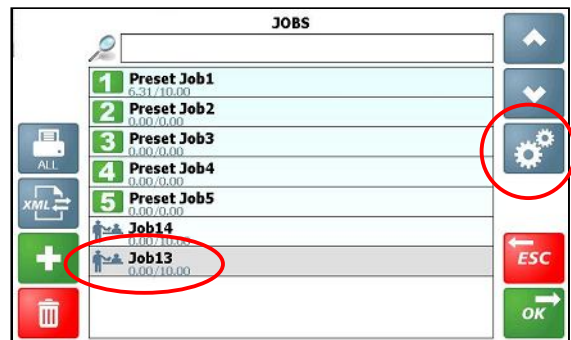 JOBS
1 Preset Job1
6.31/10.00
2 Preset Job2
0.00/0.00
3 Preset Job3
0.00/0.00
4 Preset Job4
0.00/0.00
5 Preset Job5
0.00/0.00
Job14
0.00/10.00
Job13
0.00/10.00
ALL
XML
ESC
OK